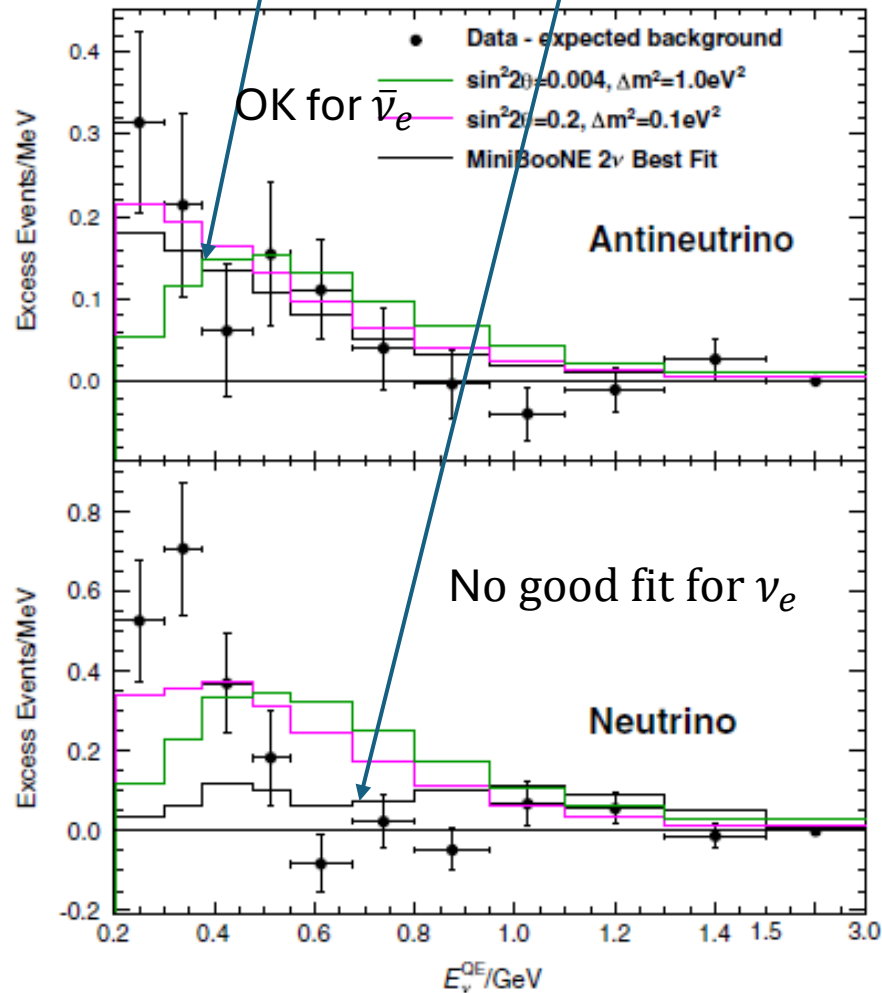 0.4
0.3
0.2
0.1
0.0
Excess Events/MeV
Data - expected background
sin²2θ=0.004, Δm²=1.0eV²
sin²2θ=0.2, Δm²=0.1eV²
MiniBooNE 2ν Best Fit
OK for ν̄ₑ
Antineutrino
0.8
0.6
0.4
0.2
0.0
-0.2
Excess Events/MeV
No good fit for νₑ
Neutrino
0.2 0.4 0.6 0.8 1.0 1.2 1.4 1.5 3.0
E_ν^QE/GeV